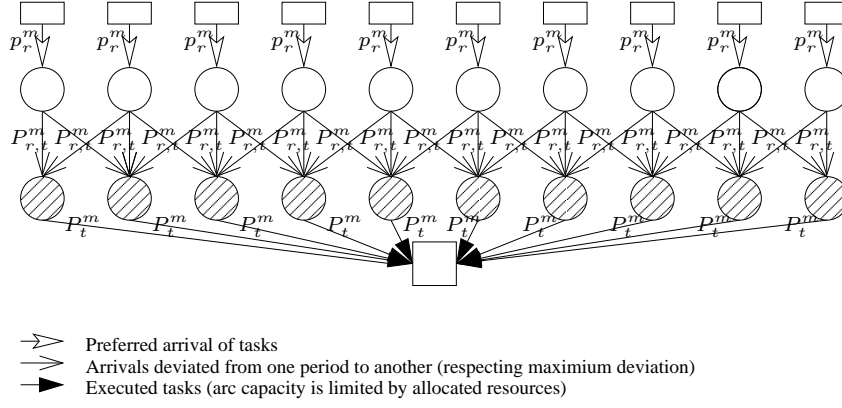 p_r^m p_r^m p_r^m p_r^m p_r^m p_r^m p_r^m p_r^m p_r^m p_r^m
P_{r,t}^m P_{r,t}^m P_{r,t}^m P_{r,t}^m P_{r,t}^m P_{r,t}^m P_{r,t}^m P_{r,t}^m P_{r,t}^m P_{r,t}^m P_{r,t}^m P_{r,t}^m P_{r,t}^m P_{r,t}^m P_{r,t}^m P_{r,t}^m P_{r,t}^m P_{r,t}^m P_{r,t}^m
P_t^m P_t^m P_t^m P_t^m P_t^m P_t^m P_t^m P_t^m P_t^m P_t^m
Preferred arrival of tasks
Arrivals deviated from one period to another (respecting maximium deviation)
Executed tasks (arc capacity is limited by allocated resources)